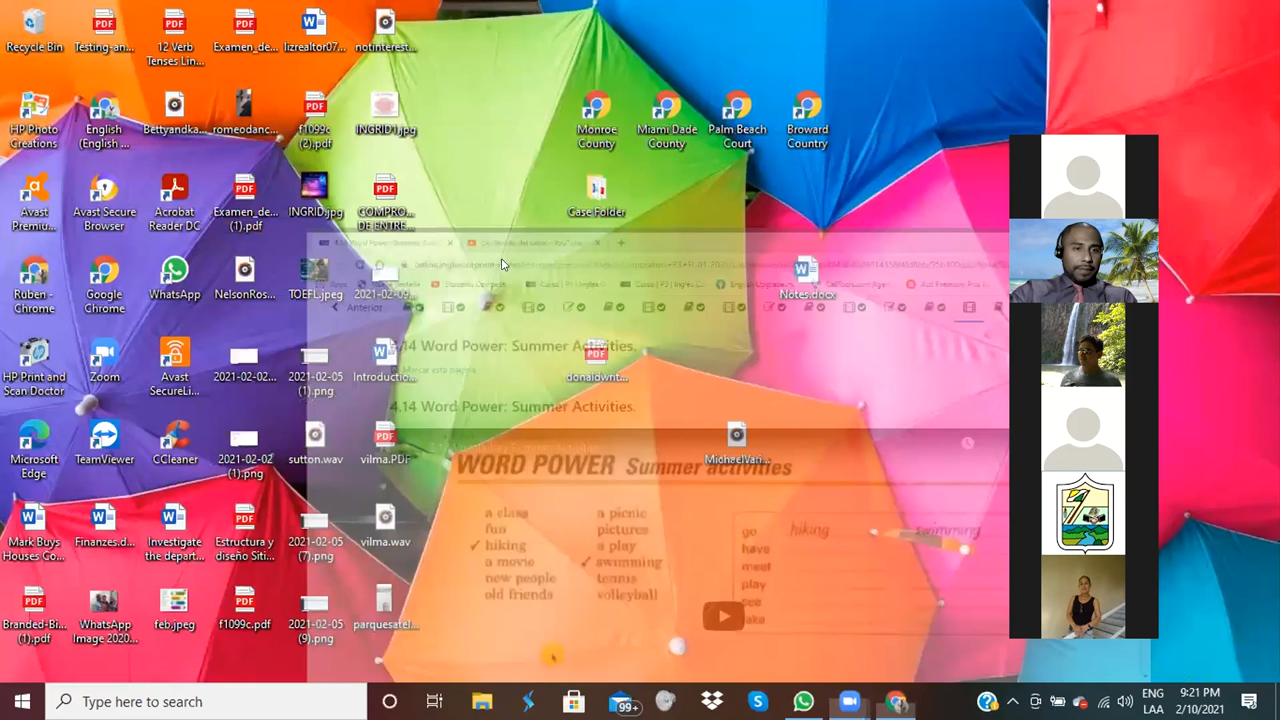 Recycle Bin
Testing-an...
12 Verb
Tenses Lin...
Examen_de...
lizrealtor07...
notinterest...
HP Photo
Creations
English
(English ...
Bettyandka...
romeodanc...
f1099c
(2).pdf
INGRID1.jpg
Monroe
County
Miami Dade
County
Palm Beach
Court
Broward
Country
Avast
Premiu...
Avast Secure
Browser
Acrobat
Reader DC
Examen_de...
(1).pdf
INGRID.jpg
COMPRO...
DE ENTRE...
Case Folder
Ruben -
Chrome
Google
Chrome
WhatsApp
NelsonRos...
TOEFL.jpeg
2021-02-09...
Notes.docx
Anterior
4.14 Word Power: Summer Activities.
Marcar esta página
4.14 Word Power: Summer Activities.
HP Print and
Scan Doctor
Zoom
Avast
SecureLi...
2021-02-02...
2021-02-05
(1).png
Introductio...
donaldwrit...
Microsoft
Edge
TeamViewer
CCleaner
2021-02-02
(1).png
sutton.wav
vilma.PDF
MichaelVari...
WORD POWER Summer activities
a class
fun
✓ hiking
a movie
new people
old friends
a picnic
pictures
a play
✓ swimming
tennis
volleyball
go hiking swimming
have
meet
play
see
take
Mark Buys
Houses Co...
Finanzes.d...
Investigate
the depart...
Estructura y
diseño Siti...
2021-02-05
(7).png
vilma.wav
Branded-Bi...
(1).pdf
WhatsApp
Image 2020...
feb.jpeg
f1099c.pdf
2021-02-05
(9).png
parquesatel...
Type here to search
99+
ENG
LAA
9:21 PM
2/10/2021